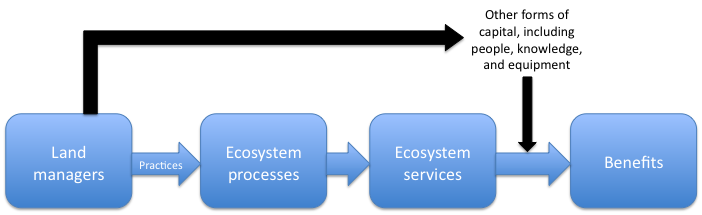 Other forms of
capital, including
people, knowledge,
and equipment
Land
managers
Practices
Ecosystem
processes
Ecosystem
services
Benefits